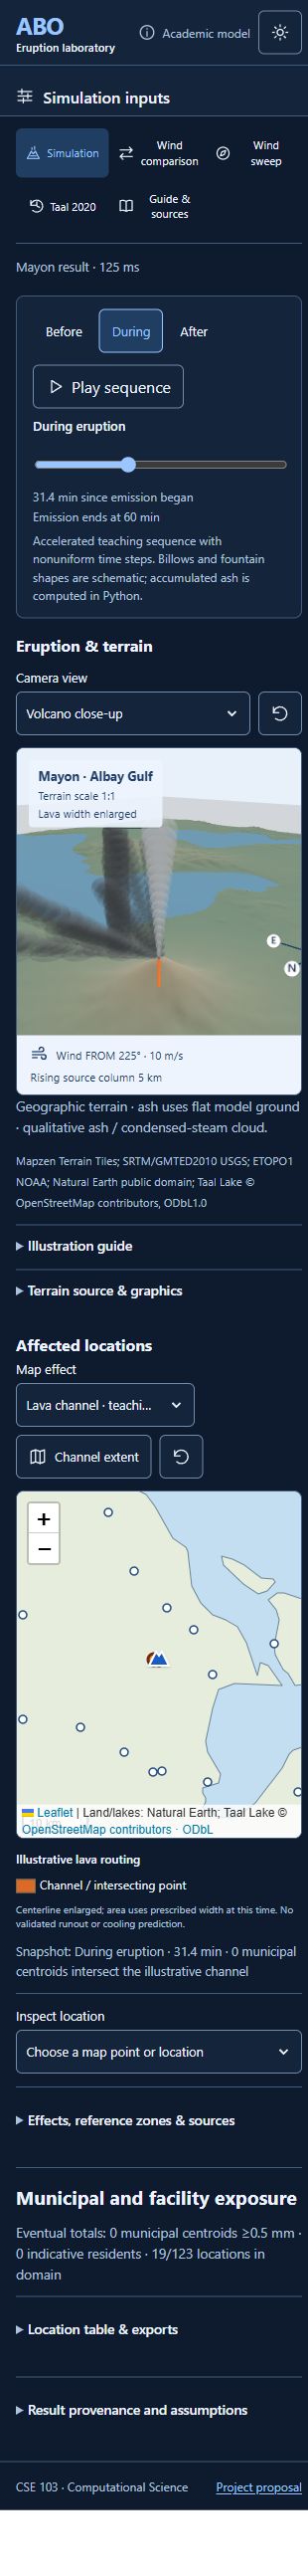 ABO
Eruption laboratory
Academic model
Simulation inputs
Simulation
Wind
comparison
Wind
sweep
Taal 2020
Guide &
sources
Mayon result · 125 ms
Before
During
After
Play sequence
During eruption
31.4 min since emission began
Emission ends at 60 min
Accelerated teaching sequence with
nonuniform time steps. Billows and fountain
shapes are schematic; accumulated ash is
computed in Python.
Eruption & terrain
Camera view
Volcano close-up
Mayon · Albay Gulf
Terrain scale 1:1
Lava width enlarged
E
N
Wind FROM 225° · 10 m/s
Rising source column 5 km
Geographic terrain · ash uses flat model ground
· qualitative ash / condensed-steam cloud.
Mapzen Terrain Tiles; SRTM/GMTED2010 USGS; ETOPO1
NOAA; Natural Earth public domain; Taal Lake ©
OpenStreetMap contributors, ODbL1.0
Illustration guide
Terrain source & graphics
Affected locations
Map effect
Lava channel · teachi...
Channel extent
+
−
Leaflet | Land/lakes: Natural Earth; Taal Lake ©
OpenStreetMap contributors · ODbL
Illustrative lava routing
Channel / intersecting point
Centerline enlarged; area uses prescribed width at this time. No
validated runout or cooling prediction.
Snapshot: During eruption · 31.4 min · 0 municipal
centroids intersect the illustrative channel
Inspect location
Choose a map point or location
Effects, reference zones & sources
Municipal and facility exposure
Eventual totals: 0 municipal centroids ≥0.5 mm ·
0 indicative residents · 19/123 locations in
domain
Location table & exports
Result provenance and assumptions
CSE 103 · Computational Science
Project proposal